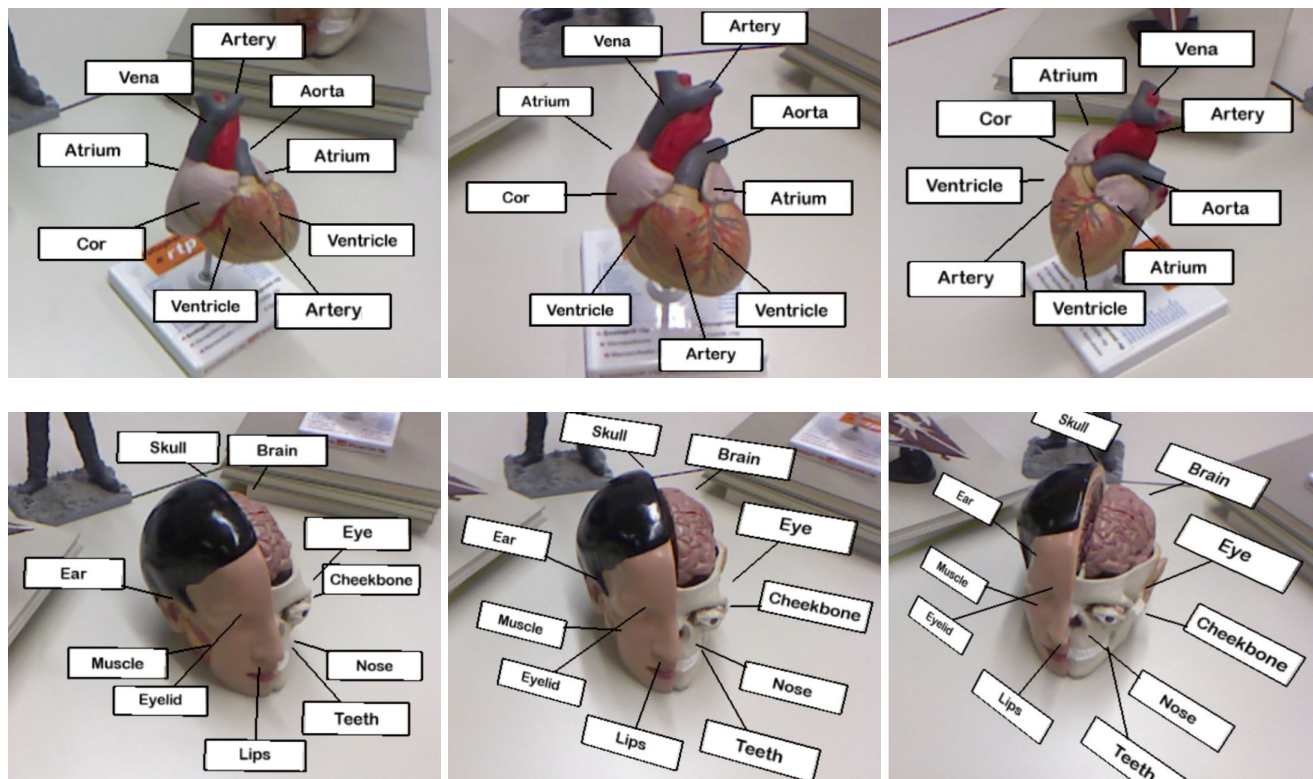 Artery
Vena
Aorta
Atrium
Atrium
Cor
Ventricle
Ventricle
Artery
rtp
Vena
Artery
Atrium
Aorta
Cor
Atrium
Ventricle
Ventricle
Artery
Vena
Atrium
Cor
Artery
Ventricle
Aorta
Artery
Atrium
Ventricle
Skull
Brain
Eye
Ear
Cheekbone
Muscle
Nose
Eyelid
Teeth
Lips
Skull
Brain
Eye
Ear
Cheekbone
Muscle
Eyelid
Nose
Lips
Teeth
Skull
Brain
Ear
Eye
Muscle
Eyelid
Cheekbone
Lips
Nose
Teeth